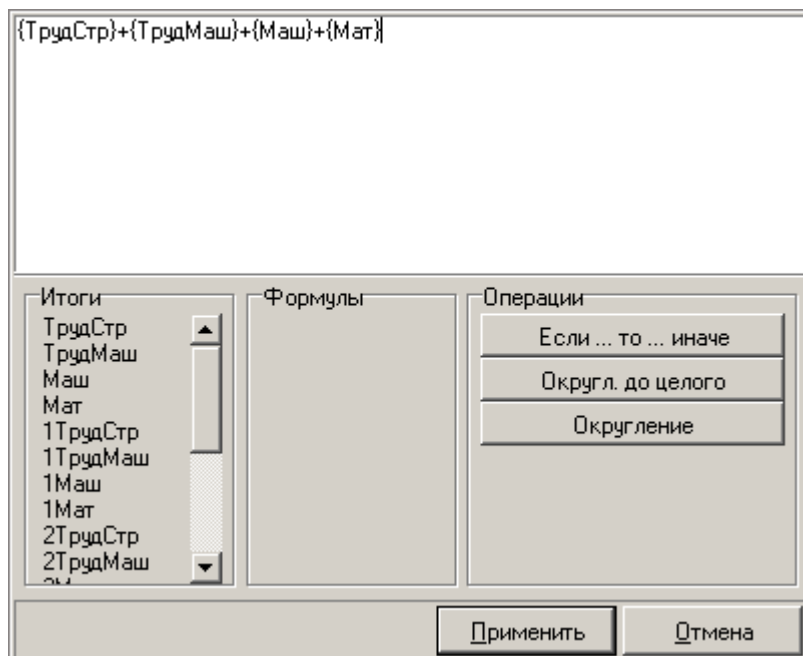 {ТрудСтр}+{ТрудМаш}+{Маш}+{Мат}
Итоги
ТрудСтр
ТрудМаш
Маш
Мат
1ТрудСтр
1ТрудМаш
1Маш
1Мат
2ТрудСтр
2ТрудМаш
Формулы
Операции
Если ... то ... иначе
Округл. до целого
Округление
Применить
Отмена